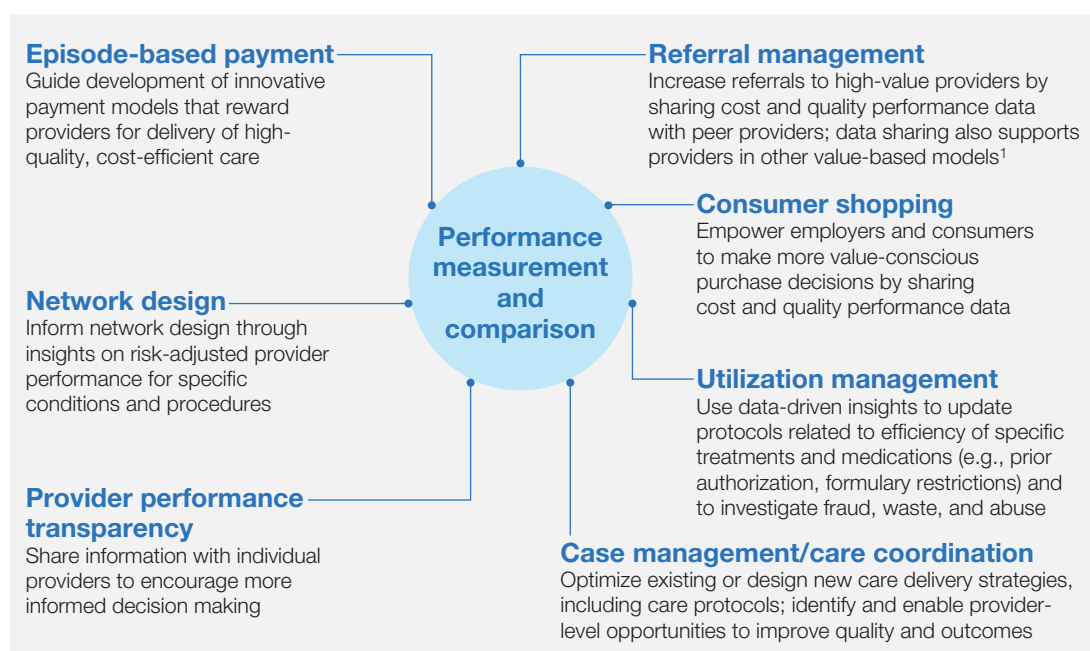 Episode-based payment
Guide development of innovative
payment models that reward
providers for delivery of high-
quality, cost-efficient care
Network design
Inform network design through
insights on risk-adjusted provider
performance for specific
conditions and procedures
Provider performance
transparency
Share information with individual
providers to encourage more
informed decision making
Performance
measurement
and
comparison
Referral management
Increase referrals to high-value providers by
sharing cost and quality performance data
with peer providers; data sharing also supports
providers in other value-based models¹
Consumer shopping
Empower employers and consumers
to make more value-conscious
purchase decisions by sharing
cost and quality performance data
Utilization management
Use data-driven insights to update
protocols related to efficiency of specific
treatments and medications (e.g., prior
authorization, formulary restrictions) and
to investigate fraud, waste, and abuse
Case management/care coordination
Optimize existing or design new care delivery strategies,
including care protocols; identify and enable provider-
level opportunities to improve quality and outcomes